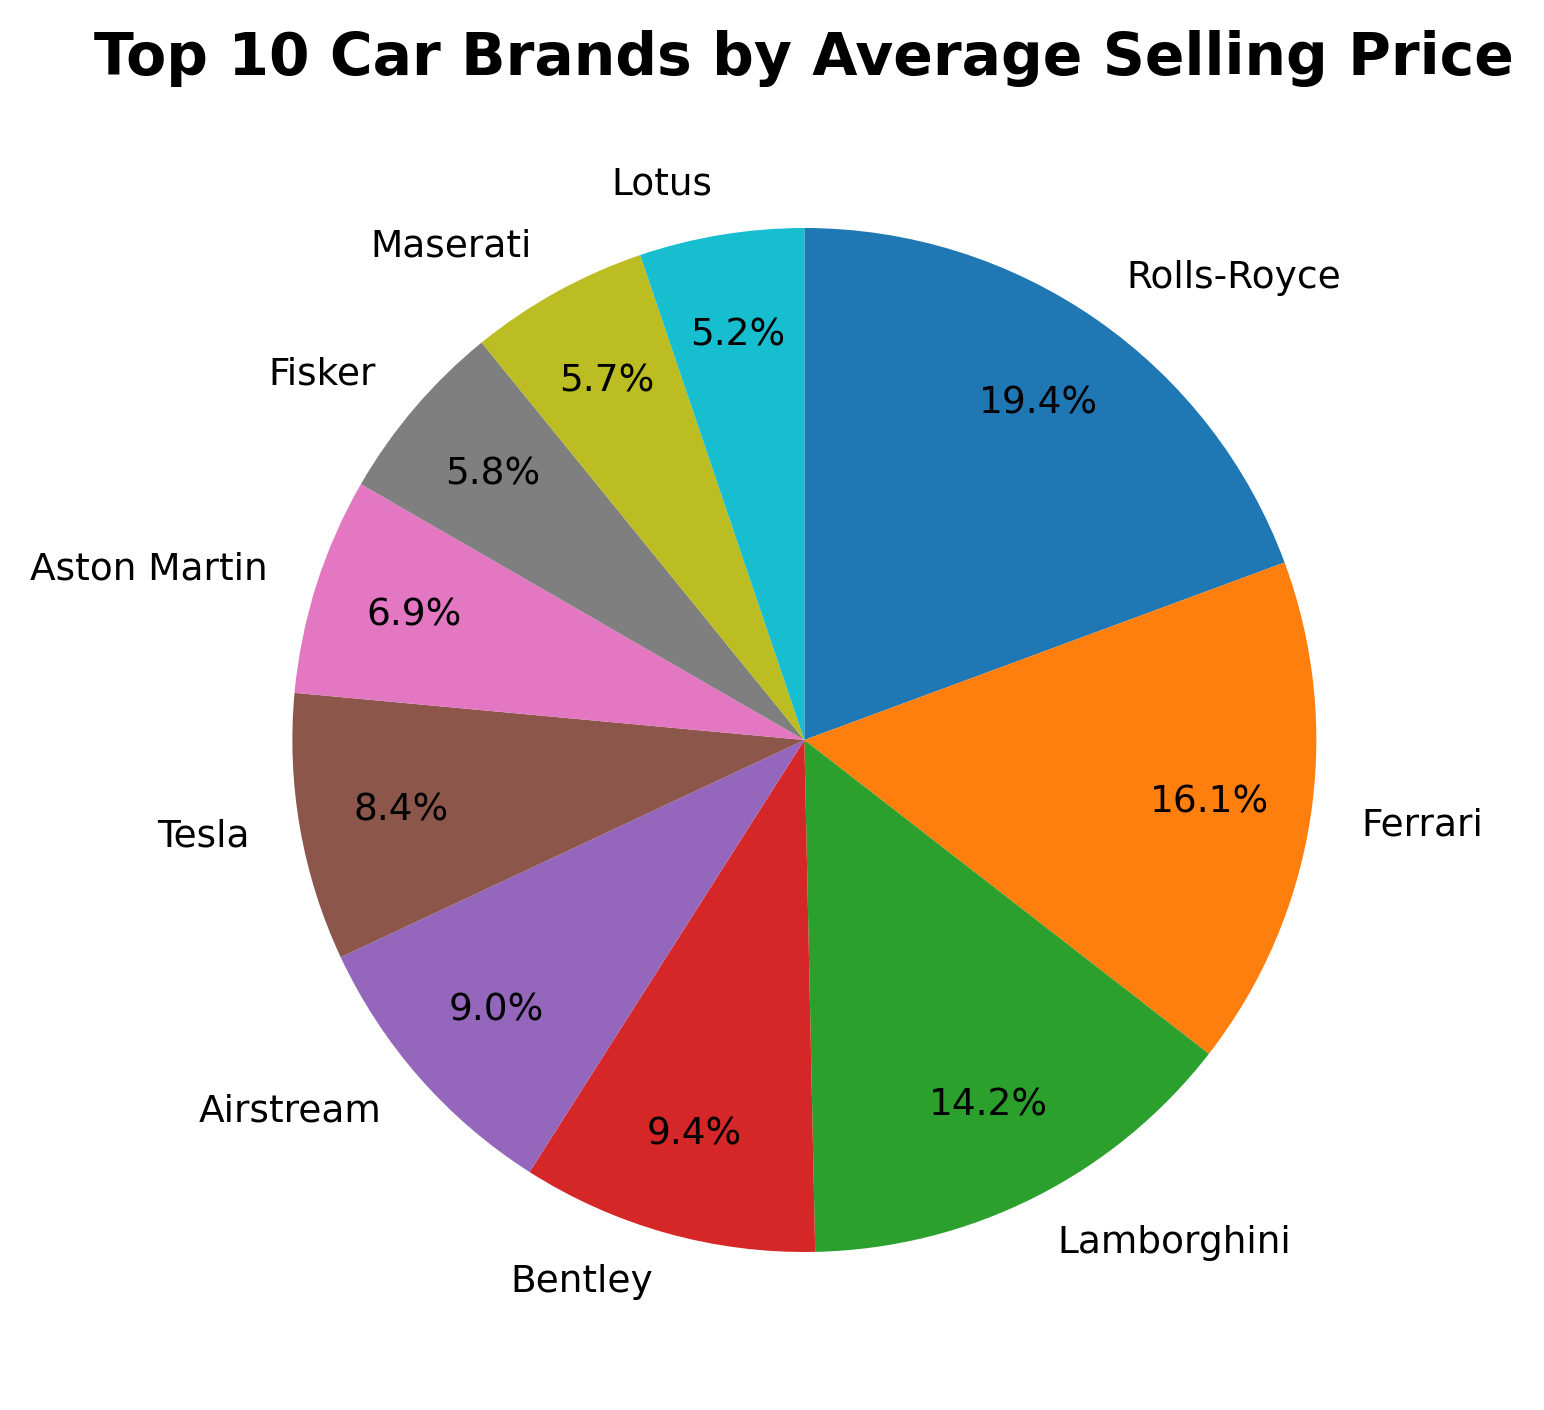 Top 10 Car Brands by Average Selling Price
Lotus
Maserati
Rolls-Royce
5.2%
Fisker
5.7%
19.4%
5.8%
Aston Martin
6.9%
16.1%
Tesla
8.4%
Ferrari
9.0%
Airstream
14.2%
9.4%
Lamborghini
Bentley